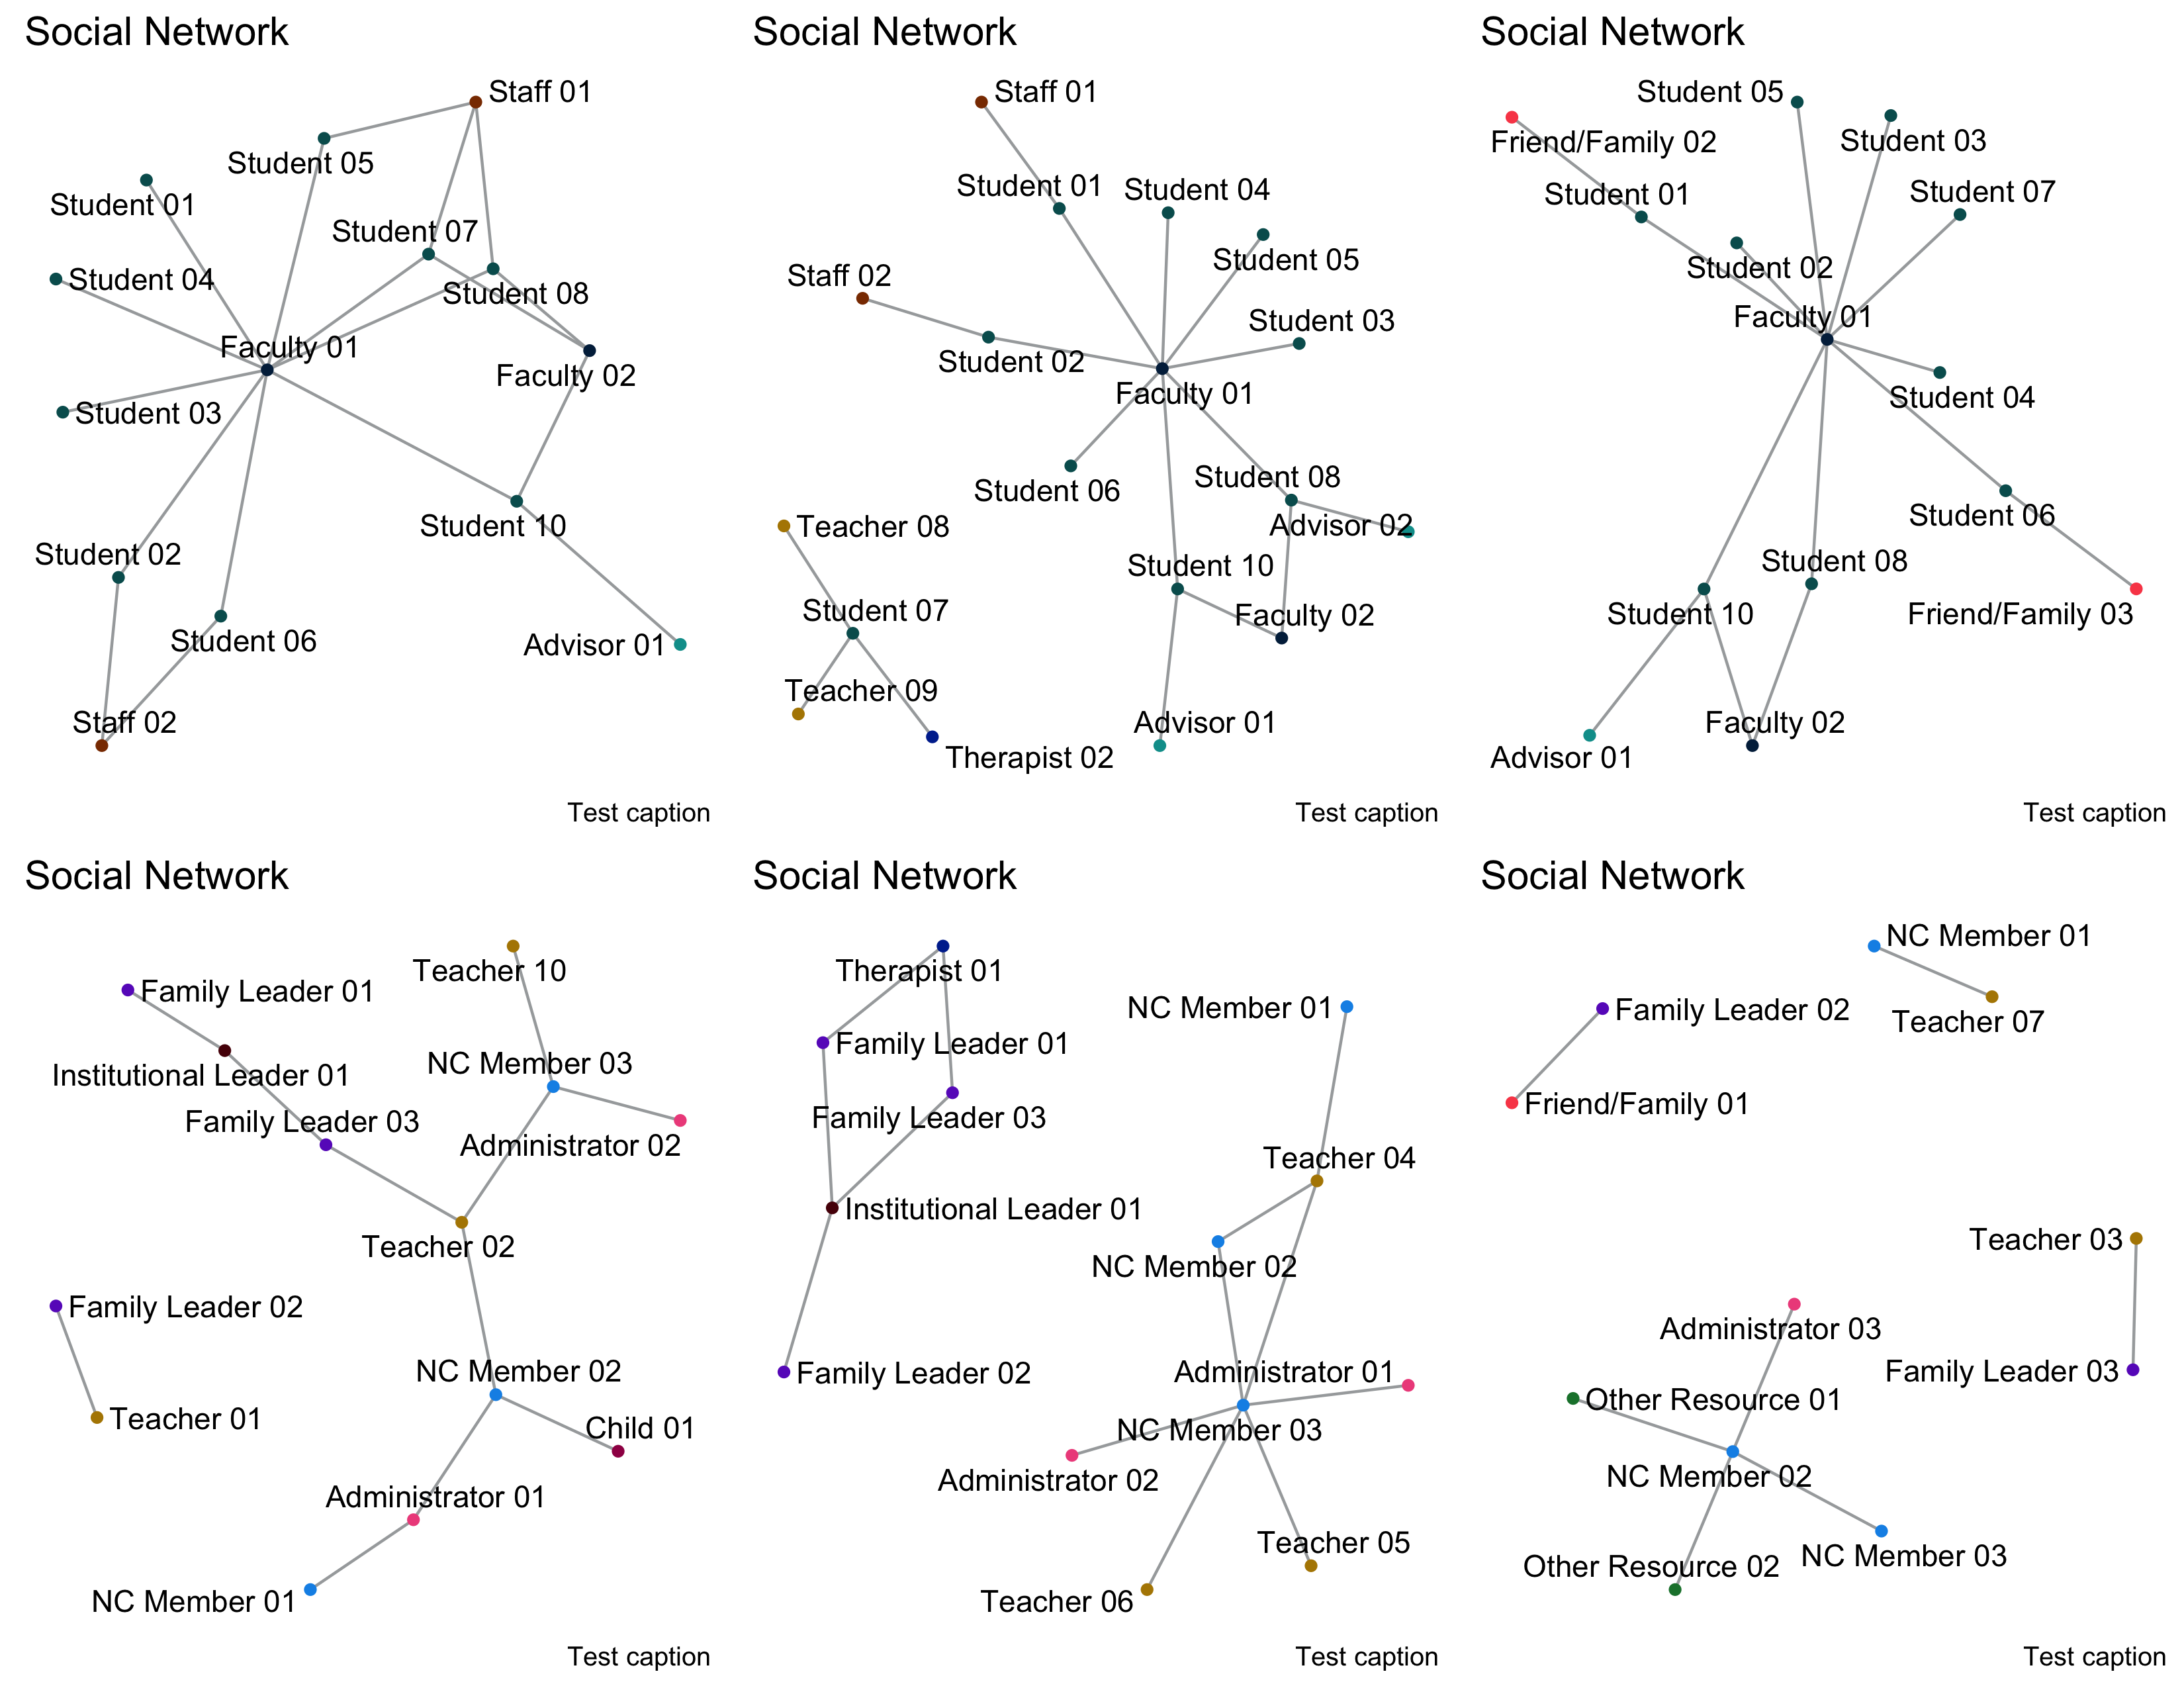 Social Network
Staff 01
Student 05
Student 01
Student 07
Student 04
Student 08
Faculty 01
Faculty 02
Student 03
Student 10
Student 02
Student 06
Advisor 01
Staff 02
Test caption
Social Network
Staff 01
Student 01
Student 04
Student 05
Staff 02
Student 03
Student 02
Faculty 01
Student 08
Student 06
Advisor 02
Teacher 08
Student 10
Student 07
Faculty 02
Teacher 09
Advisor 01
Therapist 02
Test caption
Social Network
Student 05
Friend/Family 02
Student 03
Student 01
Student 07
Student 02
Faculty 01
Student 04
Student 06
Student 08
Student 10
Friend/Family 03
Faculty 02
Advisor 01
Test caption
Social Network
Teacher 10
Family Leader 01
NC Member 03
Institutional Leader 01
Family Leader 03
Administrator 02
Teacher 02
Family Leader 02
NC Member 02
Teacher 01
Child 01
Administrator 01
NC Member 01
Test caption
Social Network
Therapist 01
NC Member 01
Family Leader 01
Family Leader 03
Teacher 04
Institutional Leader 01
NC Member 02
Administrator 01
Family Leader 02
NC Member 03
Administrator 02
Teacher 05
Teacher 06
Test caption
Social Network
NC Member 01
Family Leader 02
Teacher 07
Friend/Family 01
Teacher 03
Administrator 03
Family Leader 03
Other Resource 01
NC Member 02
NC Member 03
Other Resource 02
Test caption